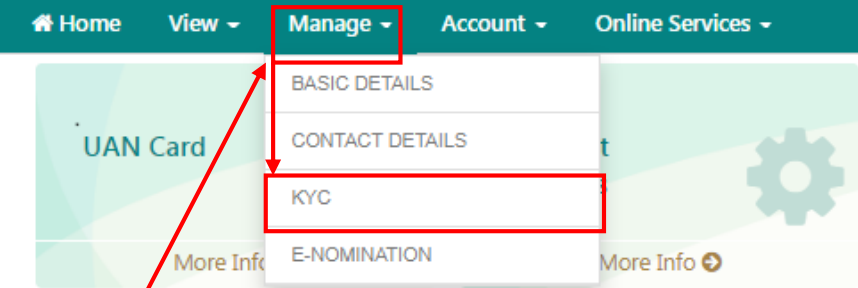 Home View Manage Account Online Services
BASIC DETAILS
UAN Card
CONTACT DETAILS
KYC
E-NOMINATION
More Info
More Info